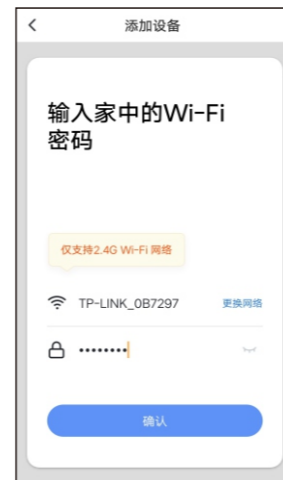 添加设备
输入家中的Wi-Fi
密码
仅支持2.4G Wi-Fi 网络
TP-LINK_0B7297 更换网络
••••••••
确认